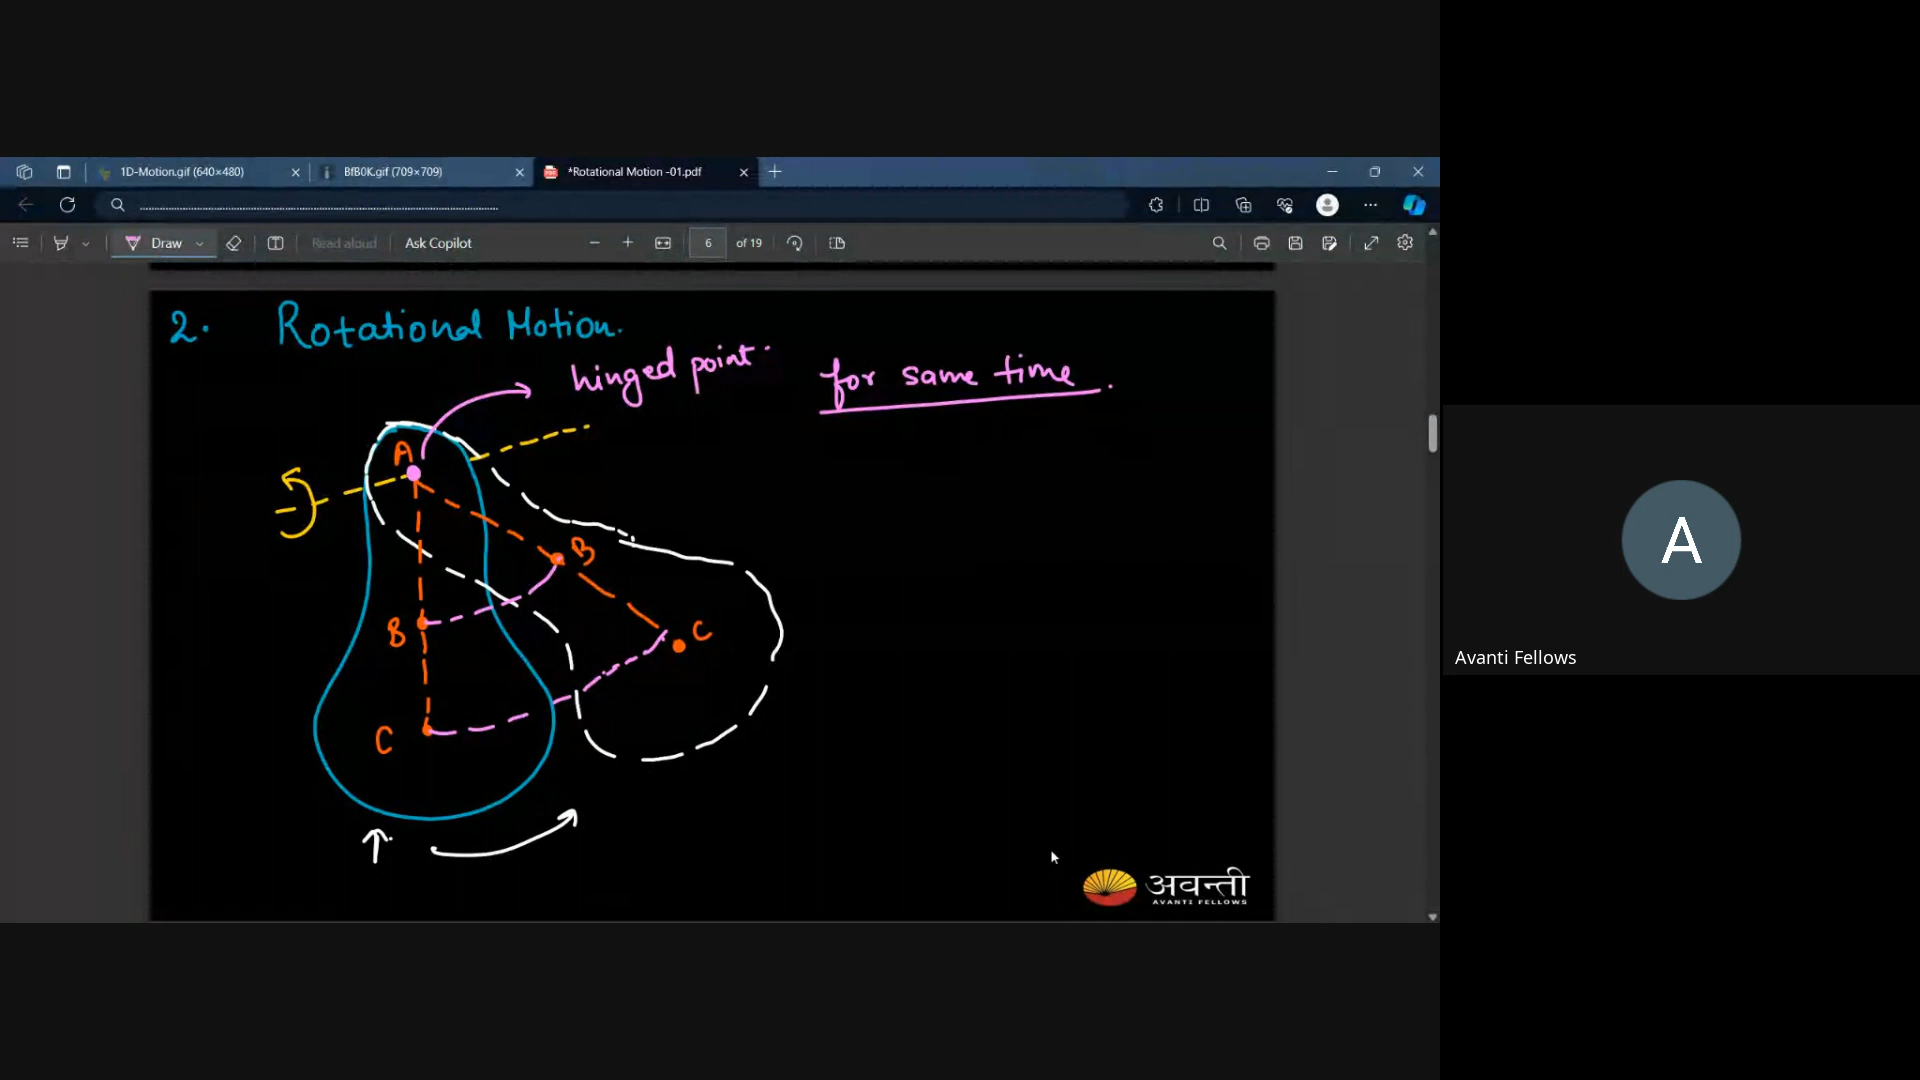 1D-Motion.gif (640×480)
BfB0K.gif (709×709)
*Rotational Motion -01.pdf
Draw
Read aloud
Ask Copilot
6 of 19
2. Rotational Motion.
hinged point.
for same time.
A
B
B
C
C
अवन्ती
AVANTI FELLOWS
A
Avanti Fellows